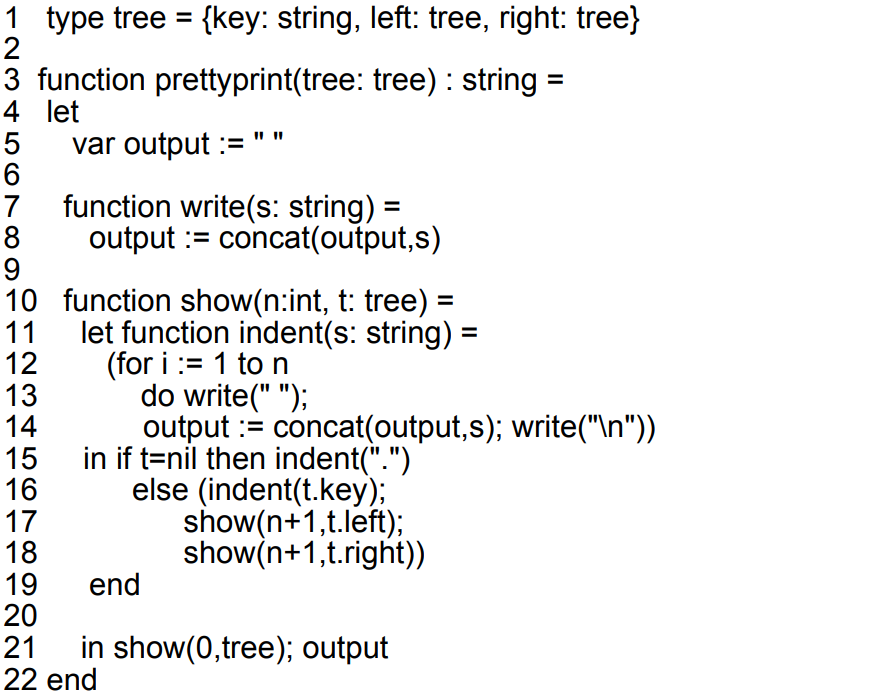 1 type tree = {key: string, left: tree, right: tree}
2
3 function prettyprint(tree: tree) : string =
4 let
5 var output := " "
6
7 function write(s: string) =
8 output := concat(output,s)
9
10 function show(n:int, t: tree) =
11 let function indent(s: string) =
12 (for i := 1 to n
13 do write(" ");
14 output := concat(output,s); write("\n"))
15 in if t=nil then indent(".")
16 else (indent(t.key);
17 show(n+1,t.left);
18 show(n+1,t.right))
19 end
20
21 in show(0,tree); output
22 end